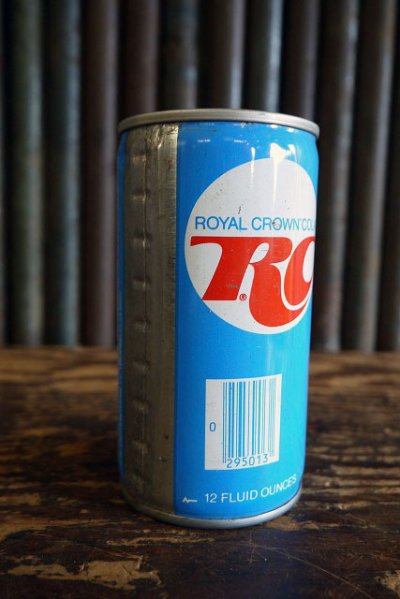 ROYAL CROWN COL
RC
®
0
295013
12 FLUID OUNCES